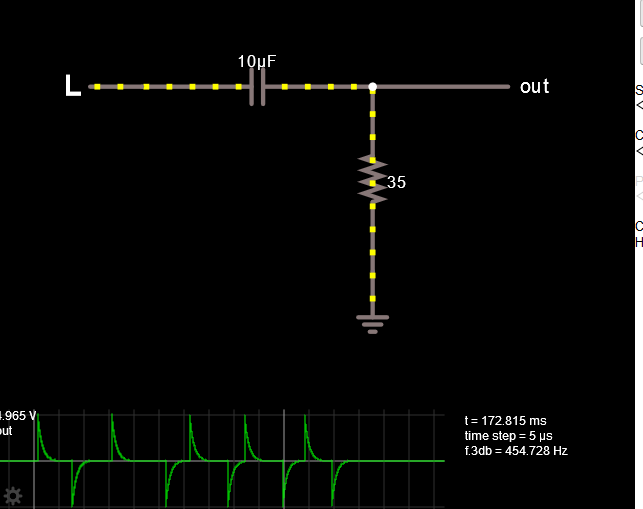 10µF
L
out
35
S
<
C
<
P
<
C
H
.965 V
out
t = 172.815 ms
time step = 5 µs
f.3db = 454.728 Hz